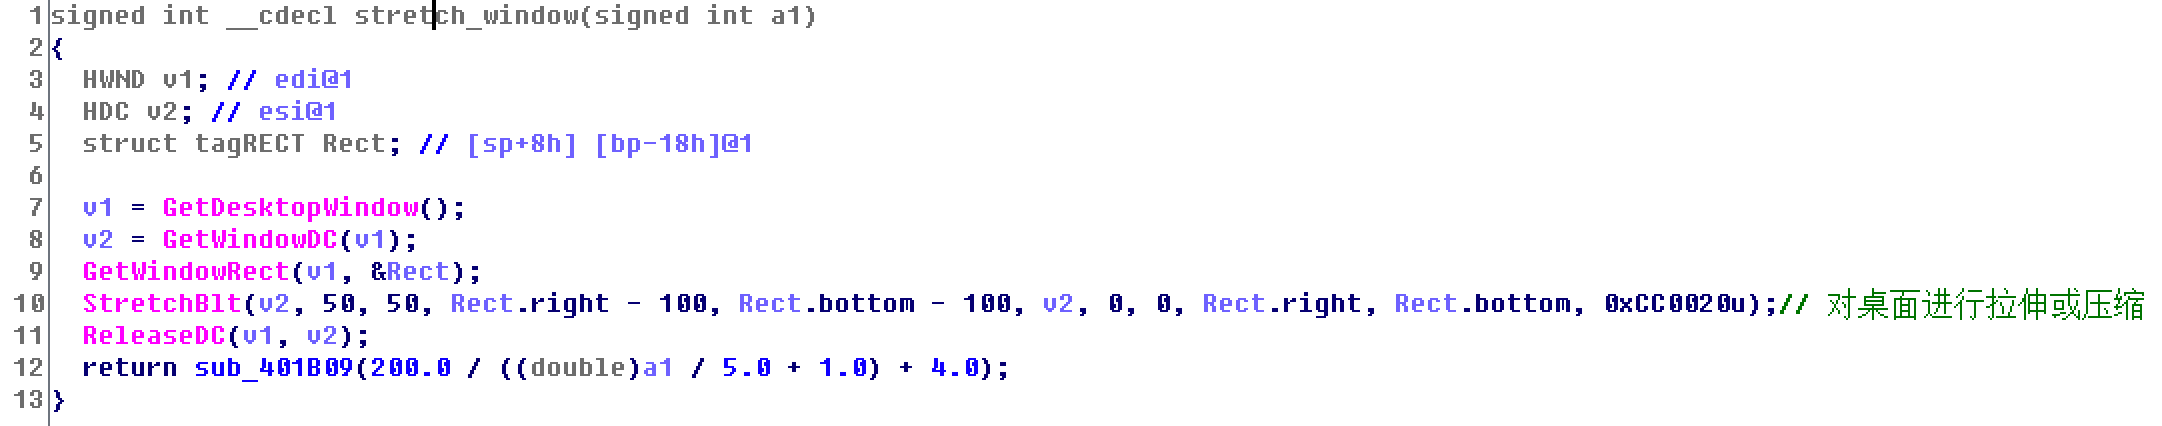 1 signed int __cdecl stretch_window(signed int a1)
2 {
3   HWND v1; // edi@1
4   HDC v2; // esi@1
5   struct tagRECT Rect; // [sp+8h] [bp-18h]@1
6
7   v1 = GetDesktopWindow();
8   v2 = GetWindowDC(v1);
9   GetWindowRect(v1, &Rect);
10   StretchBlt(v2, 50, 50, Rect.right - 100, Rect.bottom - 100, v2, 0, 0, Rect.right, Rect.bottom, 0xCC0020u);// 对桌面进行拉伸或压缩
11   ReleaseDC(v1, v2);
12   return sub_401B09(200.0 / ((double)a1 / 5.0 + 1.0) + 4.0);
13 }